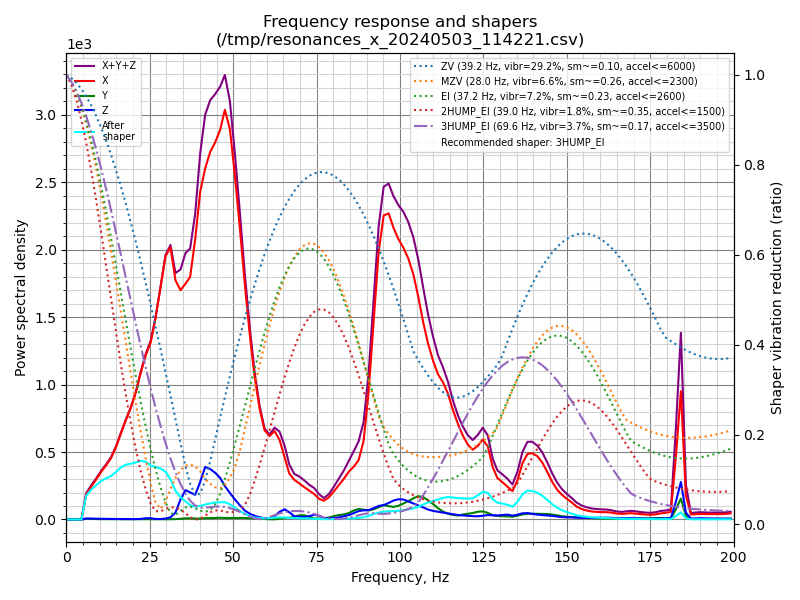 Frequency response and shapers
(/tmp/resonances_x_20240503_114221.csv)
1e3
X+Y+Z
X
Y
Z
After
shaper
ZV (39.2 Hz, vibr=29.2%, sm~=0.10, accel<=6000)
MZV (28.0 Hz, vibr=6.6%, sm~=0.26, accel<=2300)
EI (37.2 Hz, vibr=7.2%, sm~=0.23, accel<=2600)
2HUMP_EI (39.0 Hz, vibr=1.8%, sm~=0.35, accel<=1500)
3HUMP_EI (69.6 Hz, vibr=3.7%, sm~=0.17, accel<=3500)
Recommended shaper: 3HUMP_EI
Power spectral density
3.0
2.5
2.0
1.5
1.0
0.5
0.0
1.0
0.8
0.6
0.4
0.2
0.0
Shaper vibration reduction (ratio)
0 25 50 75 100 125 150 175 200
Frequency, Hz